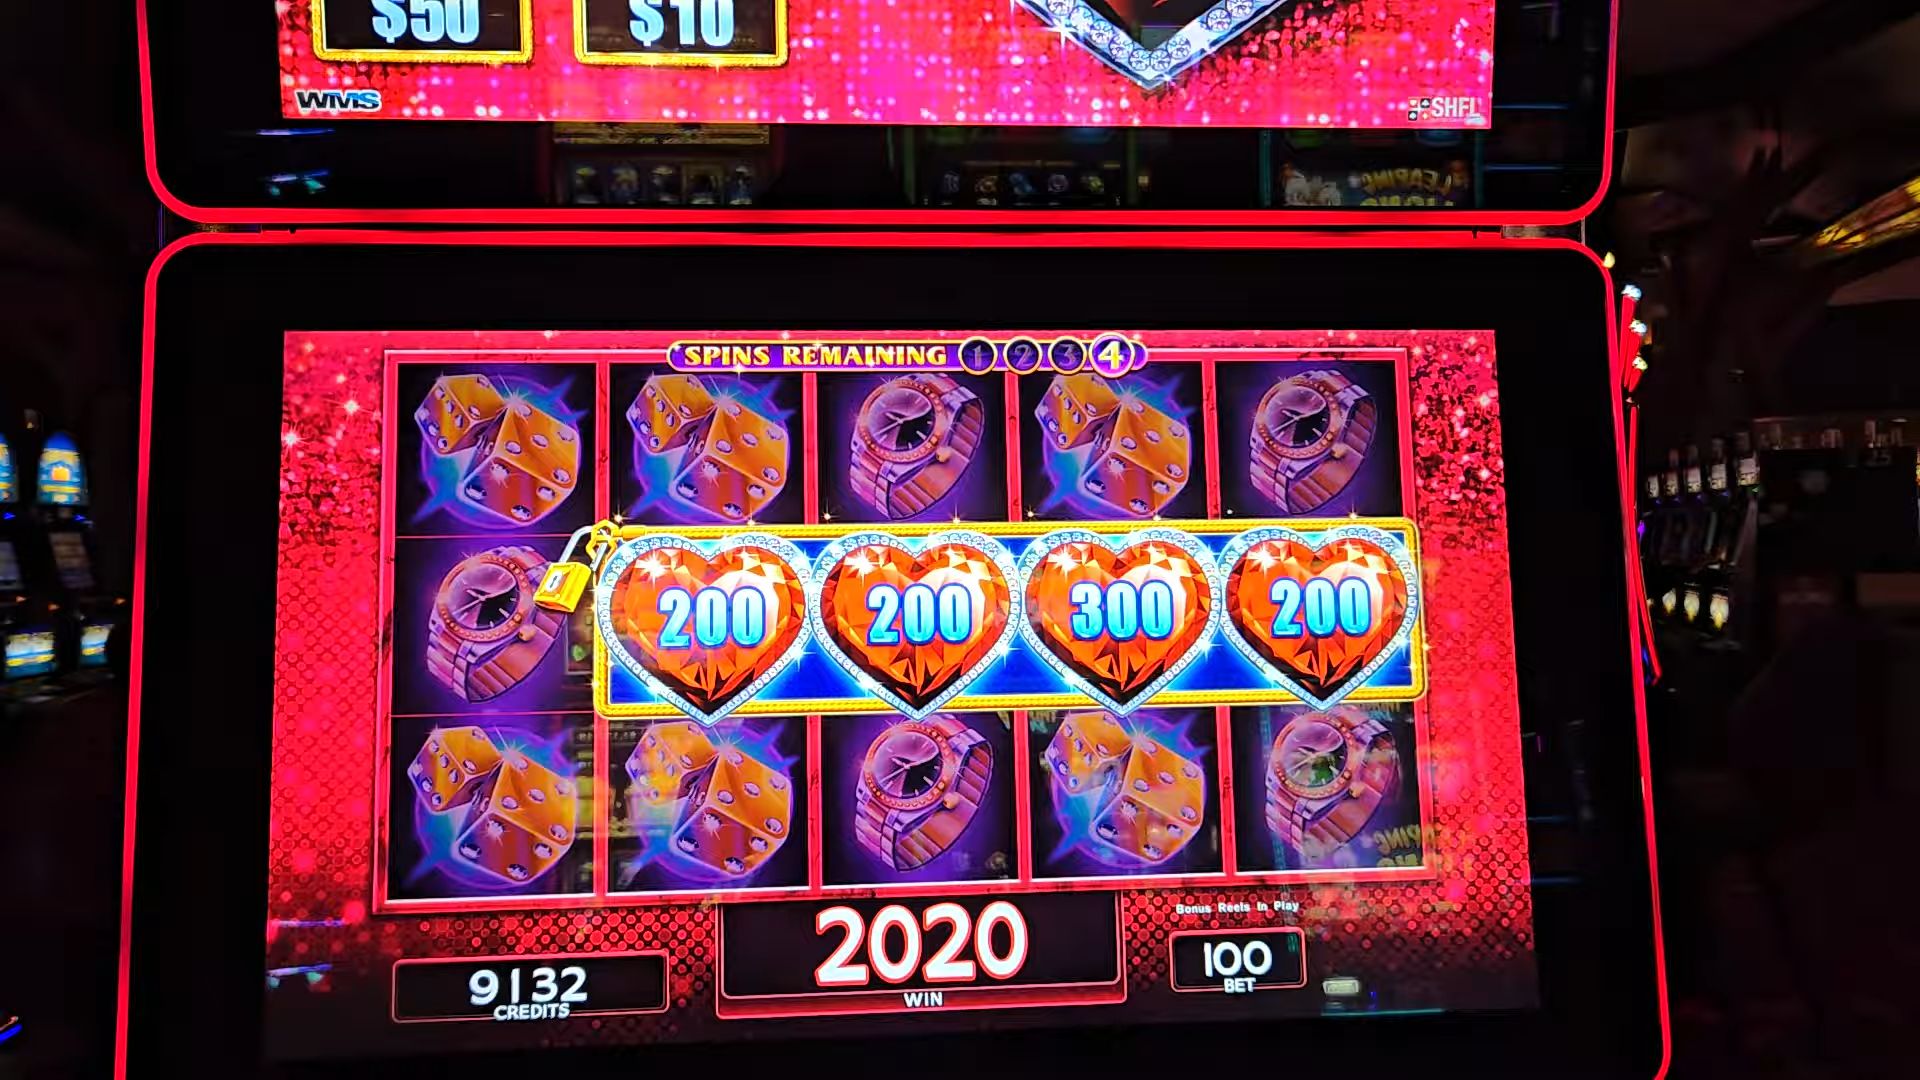 $50
$10
WMS
SHFL
LEAPING
SPINS REMAINING 1 2 3 4
200
200
300
200
Bonus Reels In Play
9132
CREDITS
2020
WIN
100
BET